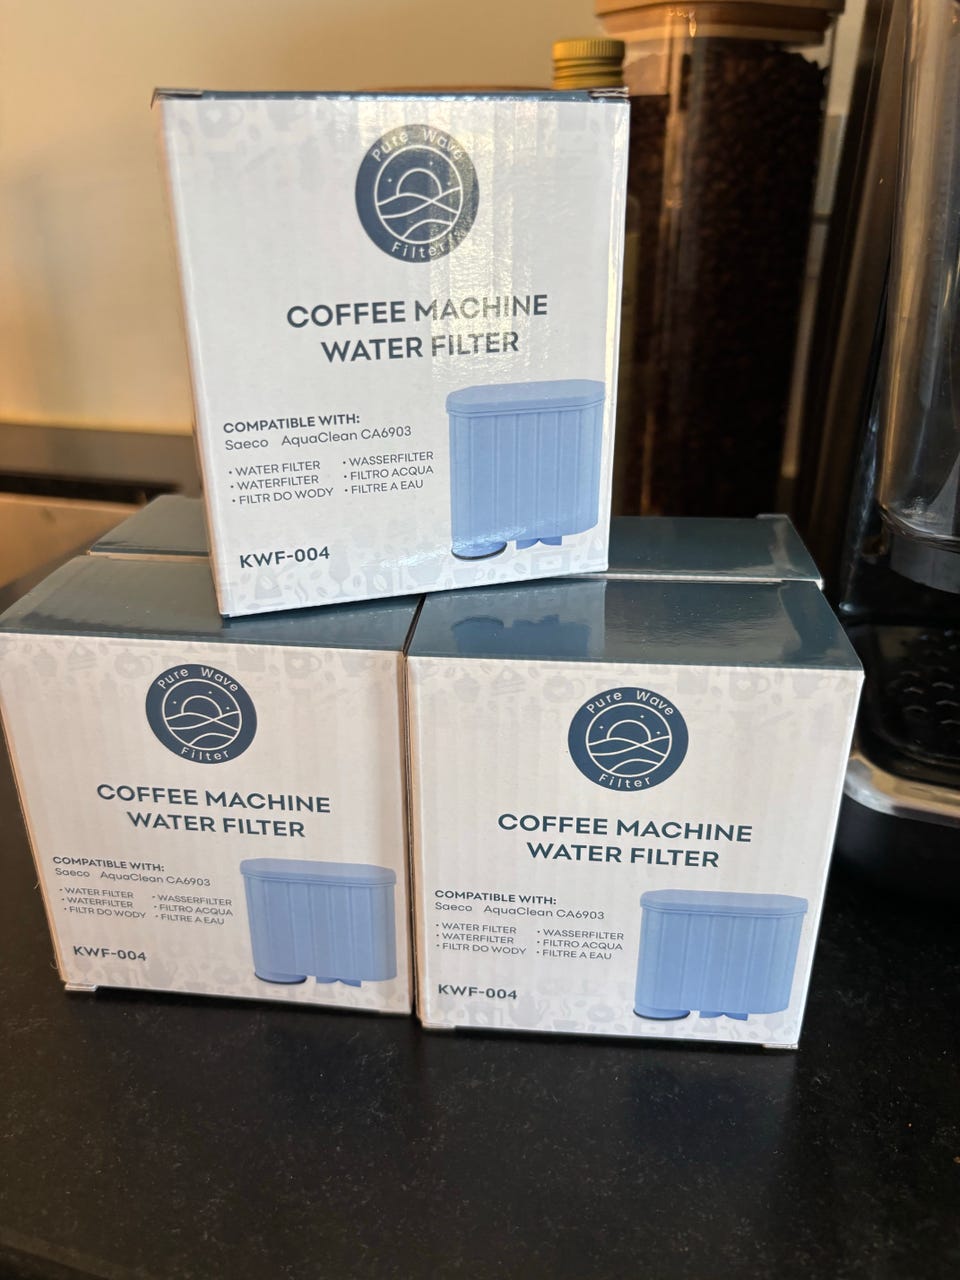 Pure Wave
Filter
COFFEE MACHINE
WATER FILTER
COMPATIBLE WITH:
Saeco AquaClean CA6903
• WATER FILTER • WASSERFILTER
• WATERFILTER • FILTRO ACQUA
• FILTR DO WODY • FILTRE A EAU
KWF-004
Pure Wave
Filter
COFFEE MACHINE
WATER FILTER
COMPATIBLE WITH:
Saeco AquaClean CA6903
• WATER FILTER • WASSERFILTER
• WATERFILTER • FILTRO ACQUA
• FILTR DO WODY • FILTRE A EAU
KWF-004
Pure Wave
Filter
COFFEE MACHINE
WATER FILTER
COMPATIBLE WITH:
Saeco AquaClean CA6903
• WATER FILTER • WASSERFILTER
• WATERFILTER • FILTRO ACQUA
• FILTR DO WODY • FILTRE A EAU
KWF-004